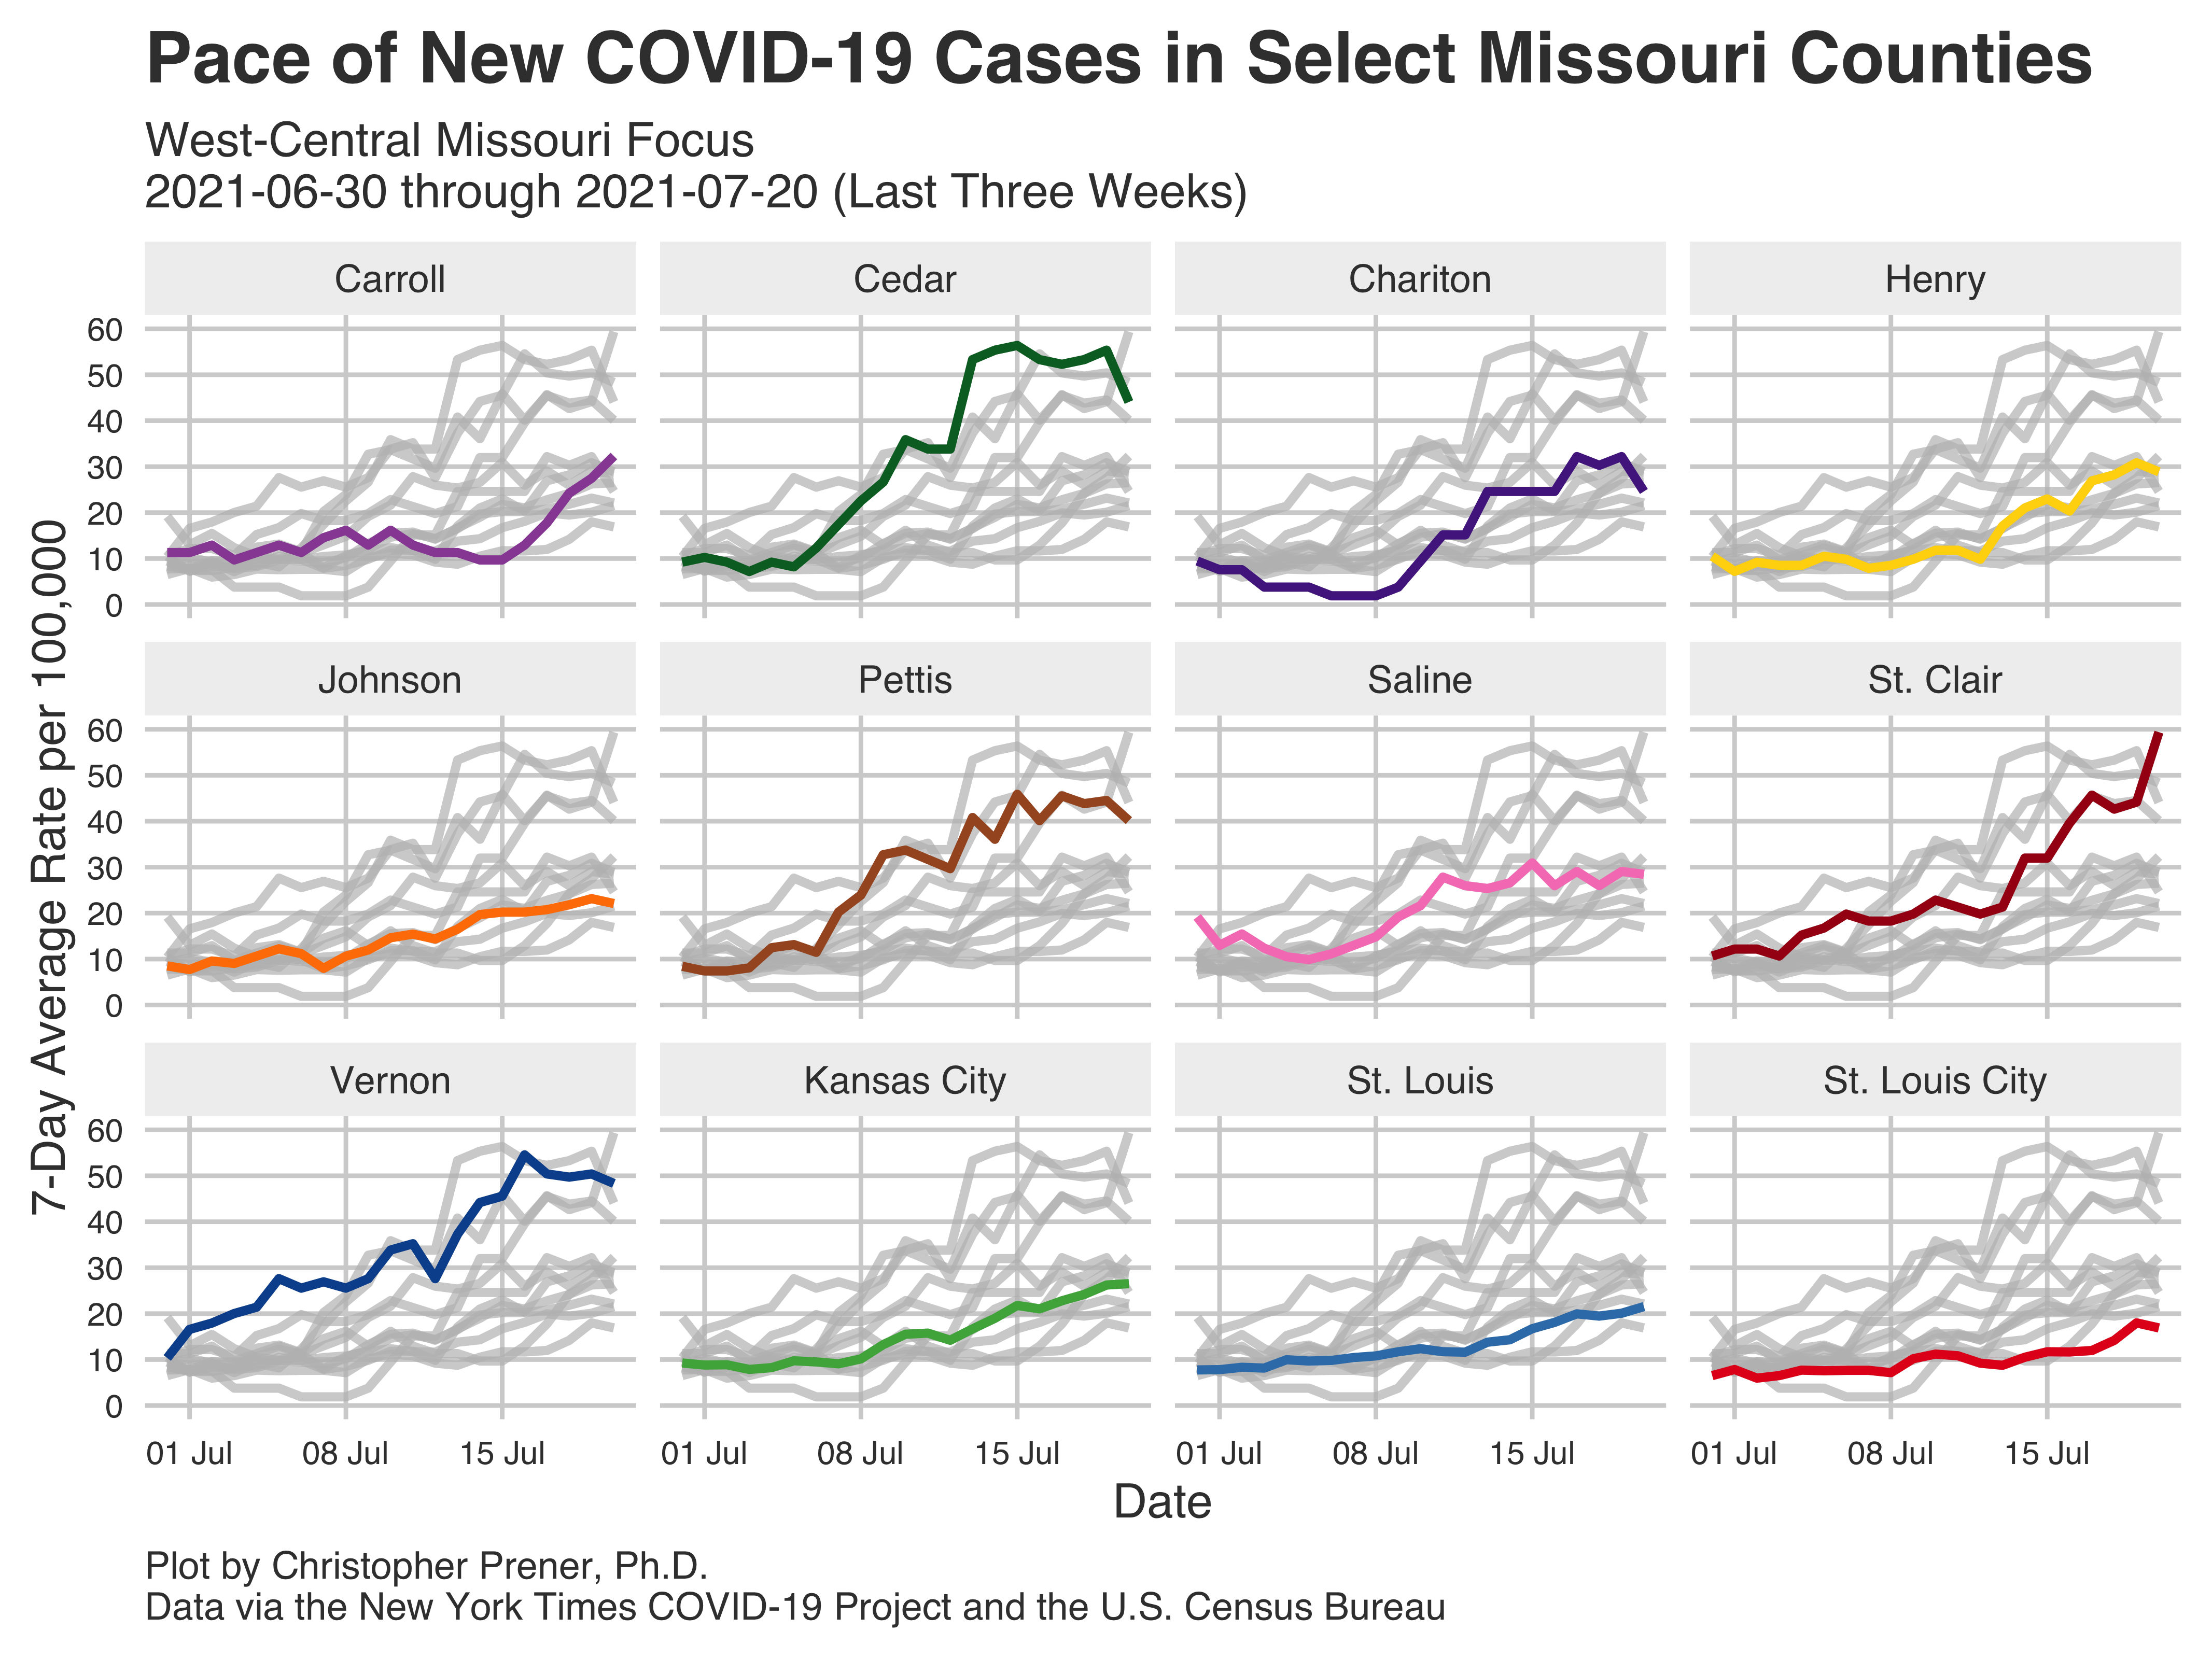 Pace of New COVID-19 Cases in Select Missouri Counties
West-Central Missouri Focus
2021-06-30 through 2021-07-20 (Last Three Weeks)
7-Day Average Rate per 100,000
Carroll
Cedar
Chariton
Henry
60
50
40
30
20
10
0
Johnson
Pettis
Saline
St. Clair
60
50
40
30
20
10
0
Vernon
Kansas City
St. Louis
St. Louis City
60
50
40
30
20
10
0
01 Jul 08 Jul 15 Jul
01 Jul 08 Jul 15 Jul
01 Jul 08 Jul 15 Jul
01 Jul 08 Jul 15 Jul
Date
Plot by Christopher Prener, Ph.D.
Data via the New York Times COVID-19 Project and the U.S. Census Bureau